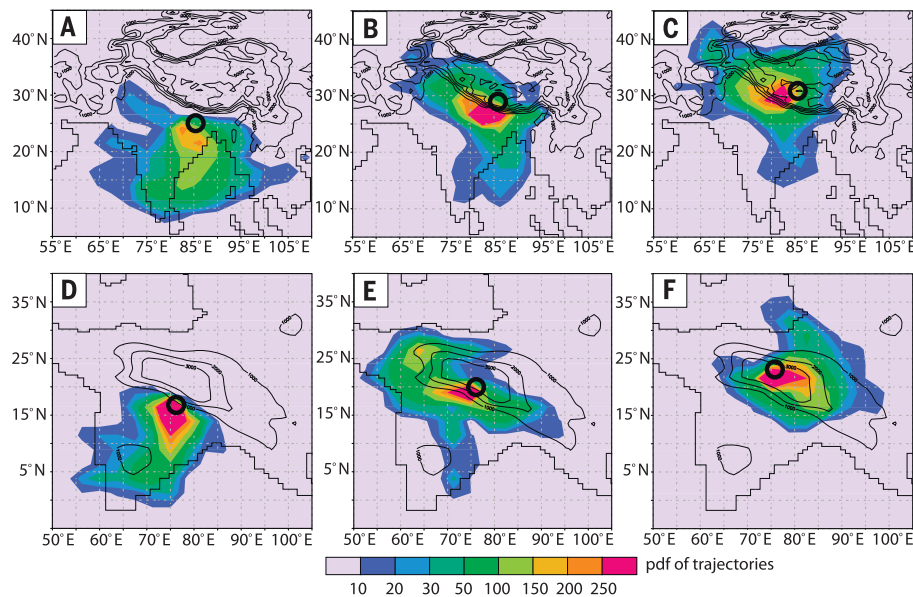 A B C
40°N 40°N 40°N
30°N 30°N 30°N
20°N 20°N 20°N
10°N 10°N 10°N
55°E 65°E 75°E 85°E 95°E 105°E 55°E 65°E 75°E 85°E 95°E 105°E 55°E 65°E 75°E 85°E 95°E 105°E
D E F
35°N 35°N 35°N
25°N 25°N 25°N
15°N 15°N 15°N
5°N 5°N 5°N
60°E 70°E 80°E 90°E 100°E 60°E 70°E 80°E 90°E 100°E 60°E 70°E 80°E 90°E 100°E
pdf of trajectories
10 20 30 50 100 150 200 250